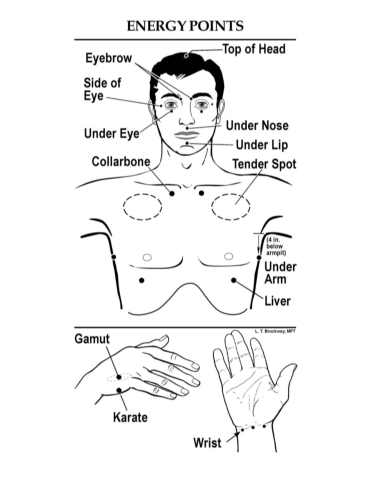 ENERGY POINTS
Top of Head
Eyebrow
Side of
Eye
Under Eye
Under Nose
Under Lip
Collarbone
Tender Spot
(4 in.
below
armpit)
Under
Arm
Liver
L. T. Brockway, MFT
Gamut
Karate
Wrist